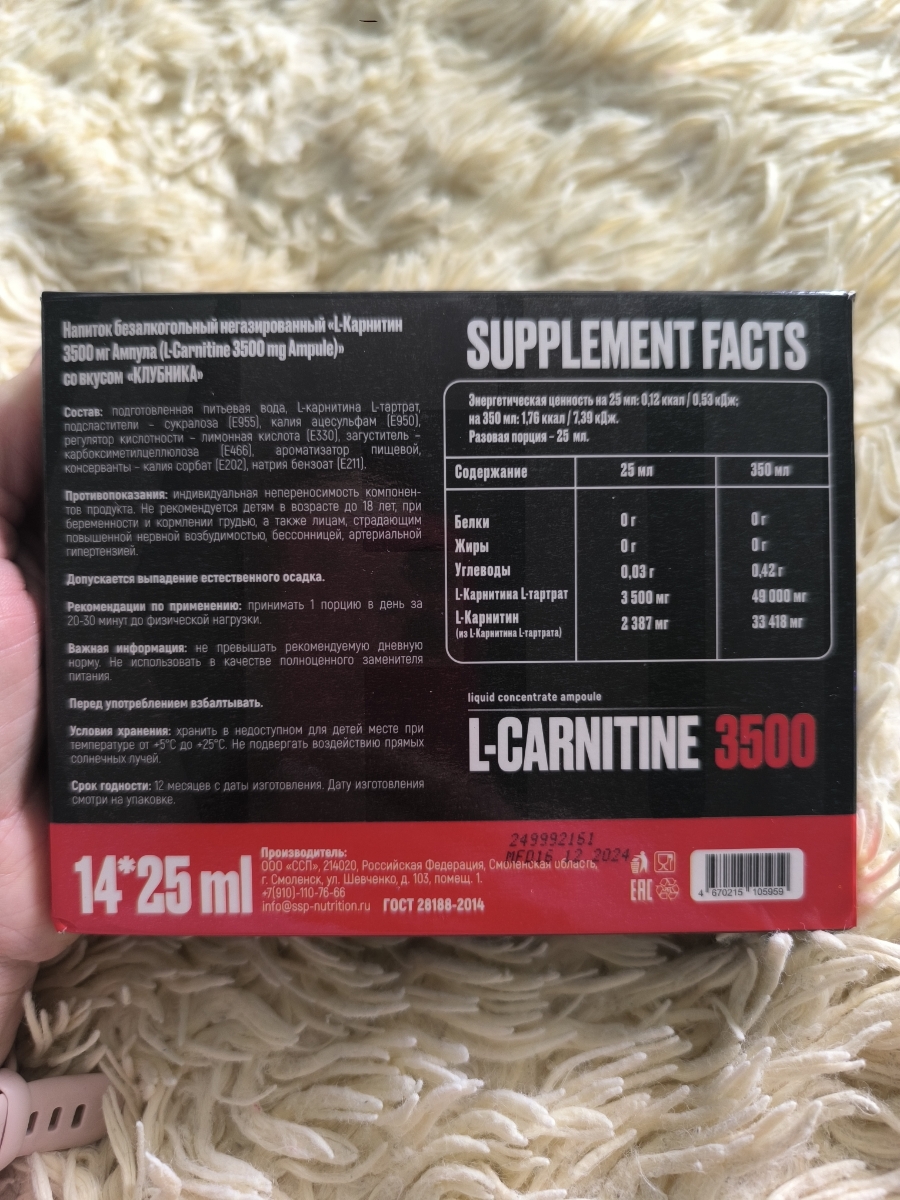 Напиток безалкогольный негазированный «L-Карнитин
3500 мг Ампула (L-Carnitine 3500 mg Ampule)»
со вкусом «КЛУБНИКА»
Состав: подготовленная питьевая вода, L-карнитина L-тартрат,
подсластители – сукралоза (E955), калия ацесульфам (E950),
регулятор кислотности – лимонная кислота (E330), загуститель –
карбоксиметилцеллюлоза (E466), ароматизатор пищевой,
консерванты – калия сорбат (E202), натрия бензоат (E211).
Противопоказания: индивидуальная непереносимость компонен-
тов продукта. Не рекомендуется детям в возрасте до 18 лет, при
беременности и кормлении грудью, а также лицам, страдающим
повышенной нервной возбудимостью, бессонницей, артериальной
гипертензией.
Допускается выпадение естественного осадка.
Рекомендации по применению: принимать 1 порцию в день за
20-30 минут до физической нагрузки.
Важная информация: не превышать рекомендуемую дневную
норму. Не использовать в качестве полноценного заменителя
питания.
Перед употреблением взбалтывать.
Условия хранения: хранить в недоступном для детей месте при
температуре от +5°C до +25°C. Не подвергать воздействию прямых
солнечных лучей.
Срок годности: 12 месяцев с даты изготовления. Дату изготовления
смотри на упаковке.
SUPPLEMENT FACTS
Энергетическая ценность на 25 мл: 0,12 ккал / 0,53 кДж;
на 350 мл: 1,76 ккал / 7,39 кДж.
Разовая порция – 25 мл.
Содержание 25 мл 350 мл
Белки 0 г 0 г
Жиры 0 г 0 г
Углеводы 0,03 г 0,42 г
L-Карнитина L-тартрат 3 500 мг 49 000 мг
L-Карнитин 2 387 мг 33 418 мг
(из L-Карнитина L-тартрата)
liquid concentrate ampoule
L-CARNITINE 3500
14*25 ml
Производитель:
ООО «ССП», 214020, Российская Федерация, Смоленская область,
г. Смоленск, ул. Шевченко, д. 103, помещ. 1.
+7(910)-110-76-66
info@ssp-nutrition.ru ГОСТ 28188-2014
249992161
16 12 2024
EAC
4 670215 105959